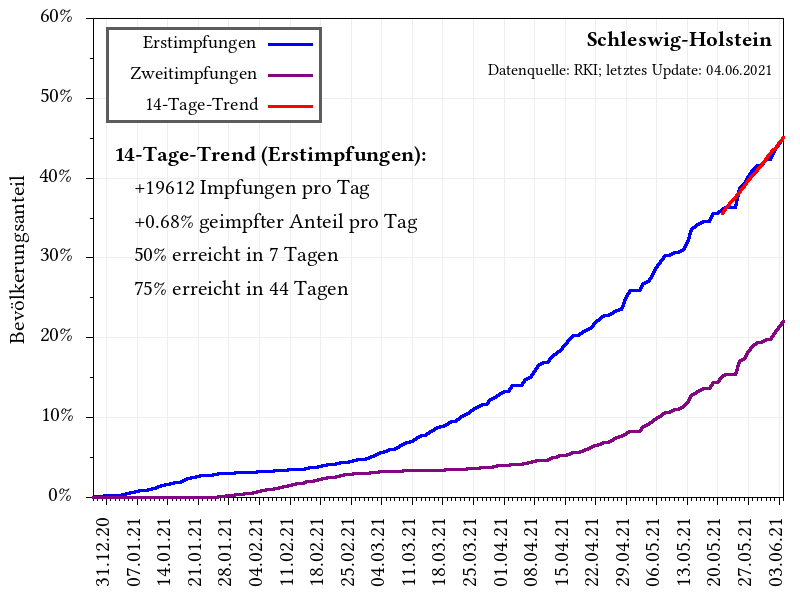 60%
50%
40%
30%
20%
10%
0%
Bevölkerungsanteil
Erstimpfungen
Zweitimpfungen
14-Tage-Trend
Schleswig-Holstein
Datenquelle: RKI; letztes Update: 04.06.2021
14-Tage-Trend (Erstimpfungen):
+19612 Impfungen pro Tag
+0.68% geimpfter Anteil pro Tag
50% erreicht in 7 Tagen
75% erreicht in 44 Tagen
31.12.20
07.01.21
14.01.21
21.01.21
28.01.21
04.02.21
11.02.21
18.02.21
25.02.21
04.03.21
11.03.21
18.03.21
25.03.21
01.04.21
08.04.21
15.04.21
22.04.21
29.04.21
06.05.21
13.05.21
20.05.21
27.05.21
03.06.21